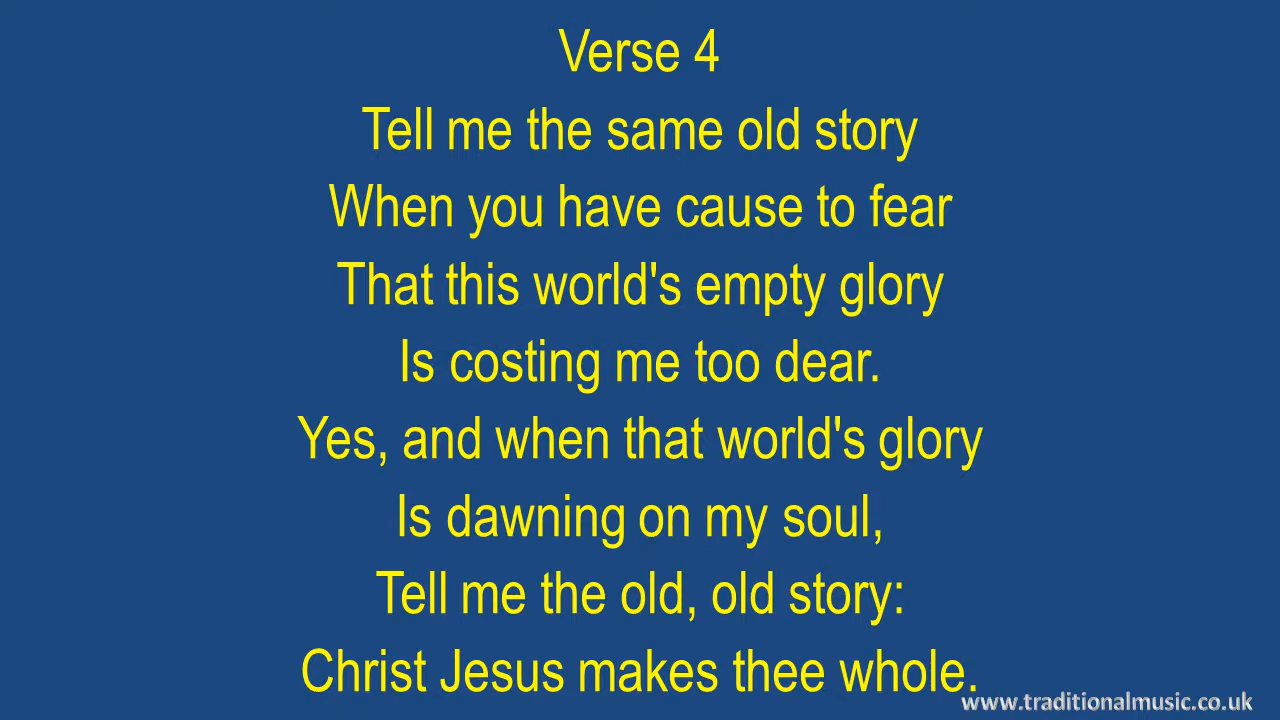 Verse 4
Tell me the same old story
When you have cause to fear
That this world's empty glory
Is costing me too dear.
Yes, and when that world's glory
Is dawning on my soul,
Tell me the old, old story:
Christ Jesus makes thee whole.
www.traditionalmusic.co.uk